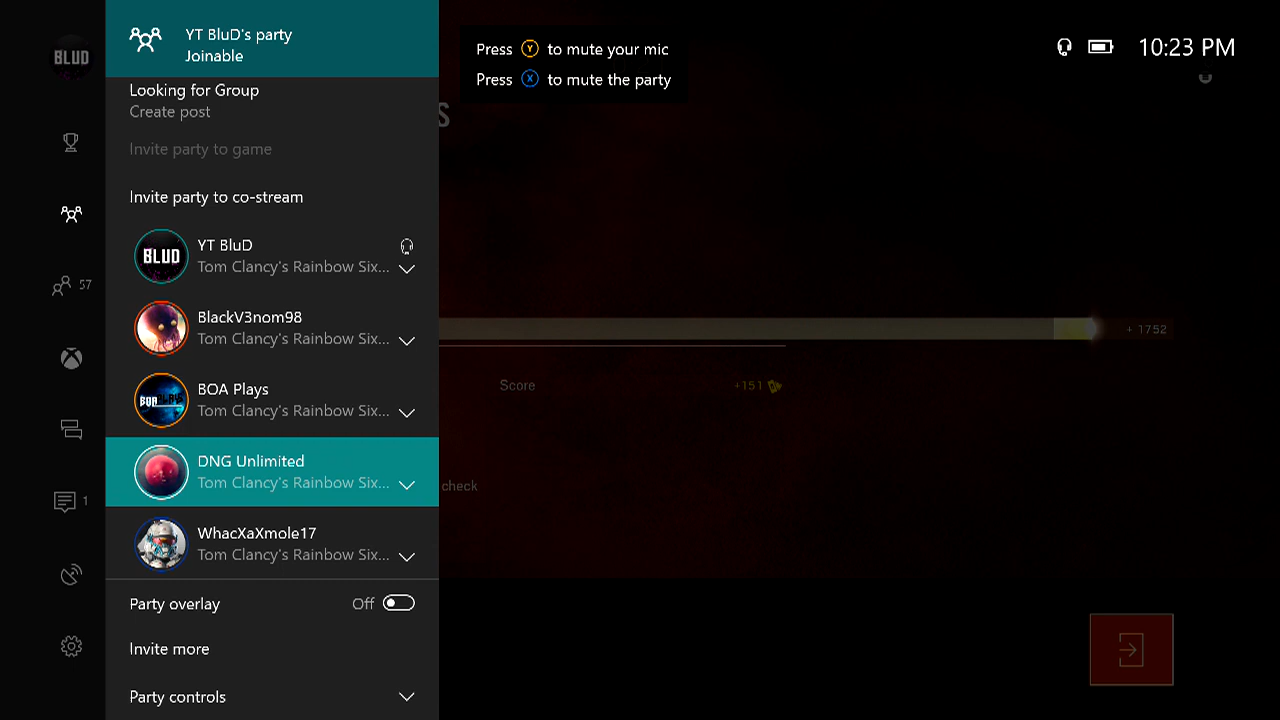 BLUD
YT BluD's party
Joinable
Press Y to mute your mic
Press X to mute the party
10:23 PM
Looking for Group
Create post
Invite party to game
Invite party to co-stream
S
BLUD
YT BluD
Tom Clancy's Rainbow Six...
57
BlackV3nom98
Tom Clancy's Rainbow Six...
+ 1752
BOA Plays
Tom Clancy's Rainbow Six...
Score
+151
DNG Unlimited
Tom Clancy's Rainbow Six...
check
1
WhacXaXmole17
Tom Clancy's Rainbow Six...
Party overlay
Off
Invite more
Party controls